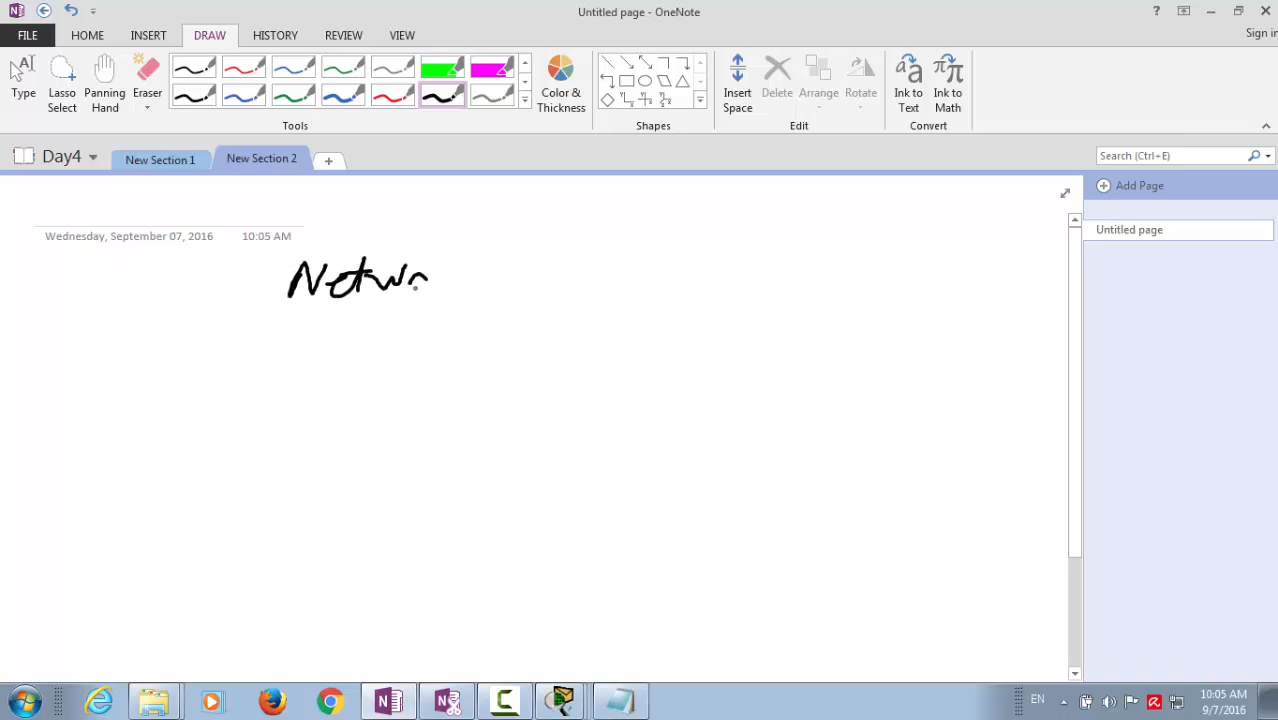 Untitled page - OneNote
FILE HOME INSERT DRAW HISTORY REVIEW VIEW Sign in
Type Lasso Select Panning Hand Eraser Color & Thickness Insert Space Delete Arrange Rotate Ink to Text Ink to Math
Tools Shapes Edit Convert
Day4 New Section 1 New Section 2 Search (Ctrl+E)
Add Page
Untitled page
Wednesday, September 07, 2016 10:05 AM
Netw
EN
10:05 AM
9/7/2016